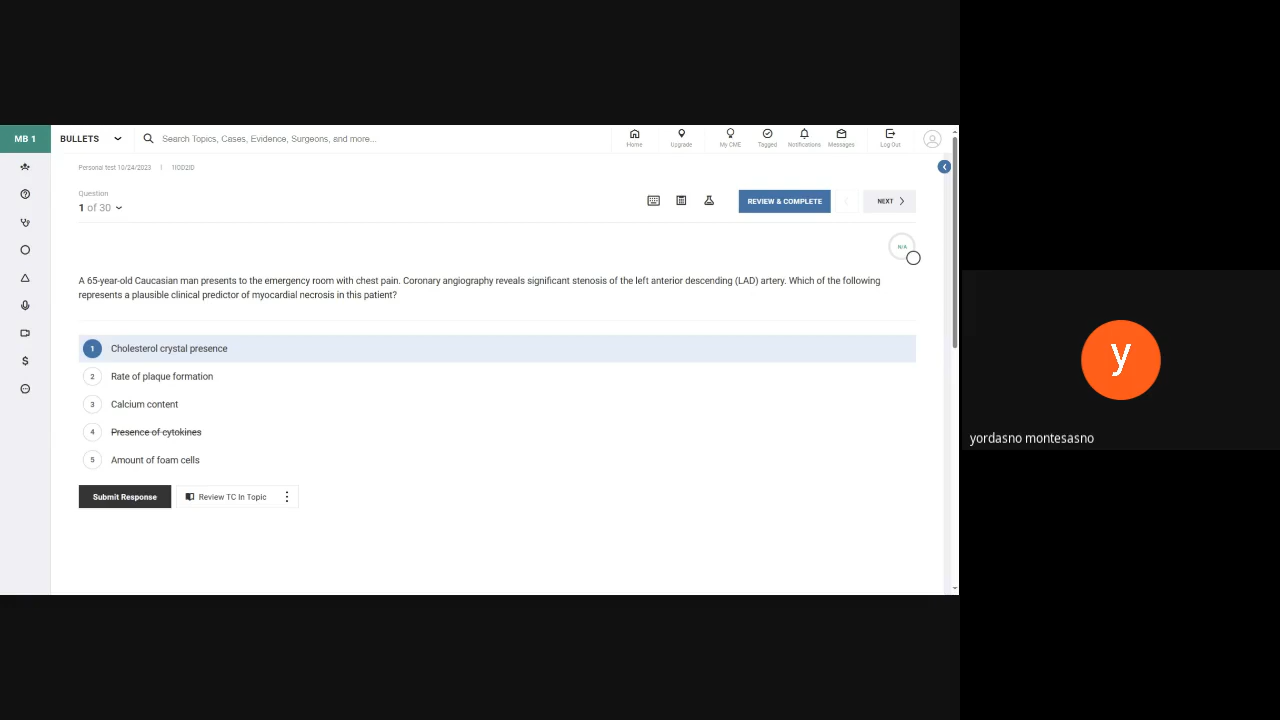 MB 1
BULLETS
Search Topics, Cases, Evidence, Surgeons, and more...
Home
Upgrade
My CME
Tagged
Notifications
Messages
Log Out
Personal test 10/24/2023 |
Question
1 of 30
REVIEW & COMPLETE
NEXT
N/A
A 65-year-old Caucasian man presents to the emergency room with chest pain. Coronary angiography reveals significant stenosis of the left anterior descending (LAD) artery. Which of the following
represents a plausible clinical predictor of myocardial necrosis in this patient?
1 Cholesterol crystal presence
2 Rate of plaque formation
3 Calcium content
4 Presence of cytokines
5 Amount of foam cells
Submit Response
Review TC In Topic
y
yordasno montesasno